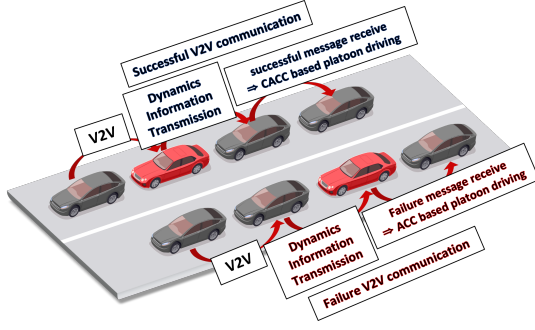 Successful V2V communication
successful message receive
⇒ CACC based platoon driving
Dynamics
Information
Transmission
V2V
V2V
Dynamics
Information
Transmission
Failure message receive
⇒ ACC based platoon driving
Failure V2V communication